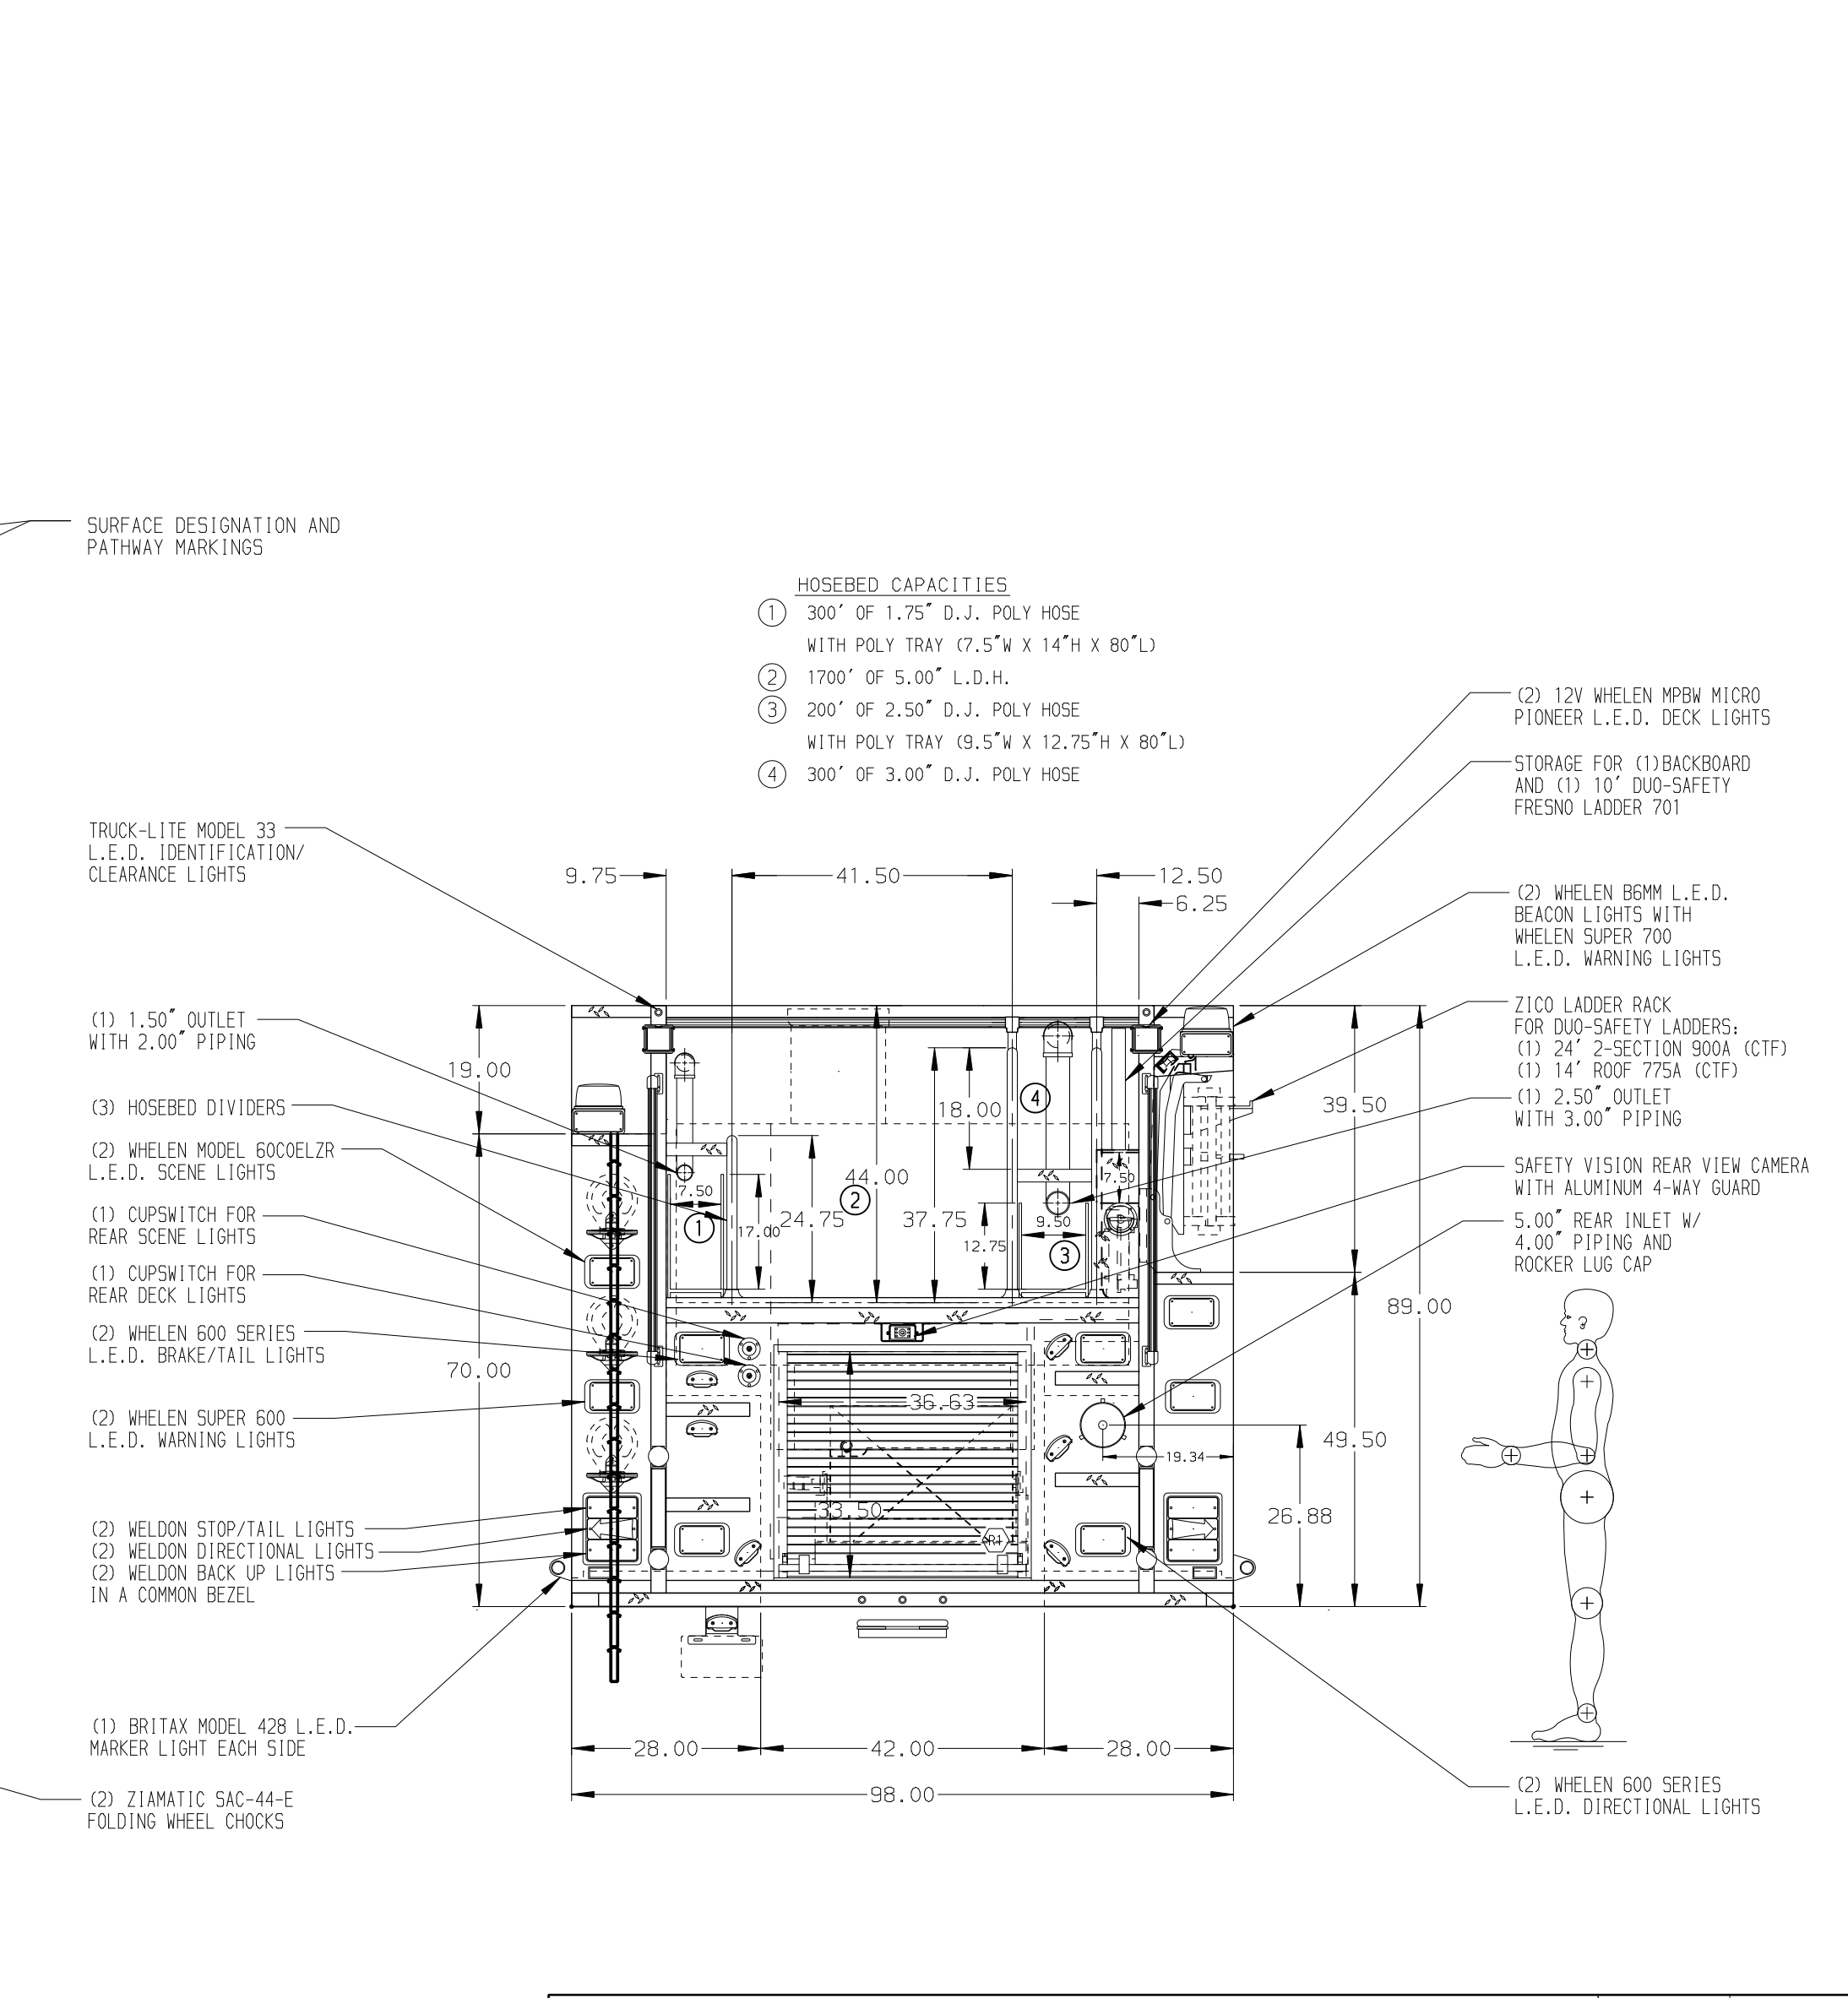 SURFACE DESIGNATION AND
PATHWAY MARKINGS
HOSEBED CAPACITIES
1 300' OF 1.75" D.J. POLY HOSE
WITH POLY TRAY (7.5"W X 14"H X 80"L)
2 1700' OF 5.00" L.D.H.
3 200' OF 2.50" D.J. POLY HOSE
WITH POLY TRAY (9.5"W X 12.75"H X 80"L)
4 300' OF 3.00" D.J. POLY HOSE
TRUCK-LITE MODEL 33
L.E.D. IDENTIFICATION/
CLEARANCE LIGHTS
(1) 1.50" OUTLET
WITH 2.00" PIPING
(3) HOSEBED DIVIDERS
(2) WHELEN MODEL 60C0ELZR
L.E.D. SCENE LIGHTS
(1) CUPSWITCH FOR
REAR SCENE LIGHTS
(1) CUPSWITCH FOR
REAR DECK LIGHTS
(2) WHELEN 600 SERIES
L.E.D. BRAKE/TAIL LIGHTS
(2) WHELEN SUPER 600
L.E.D. WARNING LIGHTS
(2) WELDON STOP/TAIL LIGHTS
(2) WELDON DIRECTIONAL LIGHTS
(2) WELDON BACK UP LIGHTS
IN A COMMON BEZEL
(1) BRITAX MODEL 428 L.E.D.
MARKER LIGHT EACH SIDE
(2) ZIAMATIC SAC-44-E
FOLDING WHEEL CHOCKS
9.75
41.50
12.50
6.25
19.00
70.00
7.50
1
17.00
24.75
44.00
2
37.75
18.00
4
12.75
9.50
3
7.50
36.63
33.50
R1
19.34
26.88
39.50
49.50
89.00
28.00
42.00
28.00
98.00
(2) 12V WHELEN MPBW MICRO
PIONEER L.E.D. DECK LIGHTS
STORAGE FOR (1)BACKBOARD
AND (1) 10' DUO-SAFETY
FRESNO LADDER 701
(2) WHELEN B6MM L.E.D.
BEACON LIGHTS WITH
WHELEN SUPER 700
L.E.D. WARNING LIGHTS
ZICO LADDER RACK
FOR DUO-SAFETY LADDERS:
(1) 24' 2-SECTION 900A (CTF)
(1) 14' ROOF 775A (CTF)
(1) 2.50" OUTLET
WITH 3.00" PIPING
SAFETY VISION REAR VIEW CAMERA
WITH ALUMINUM 4-WAY GUARD
5.00" REAR INLET W/
4.00" PIPING AND
ROCKER LUG CAP
(2) WHELEN 600 SERIES
L.E.D. DIRECTIONAL LIGHTS